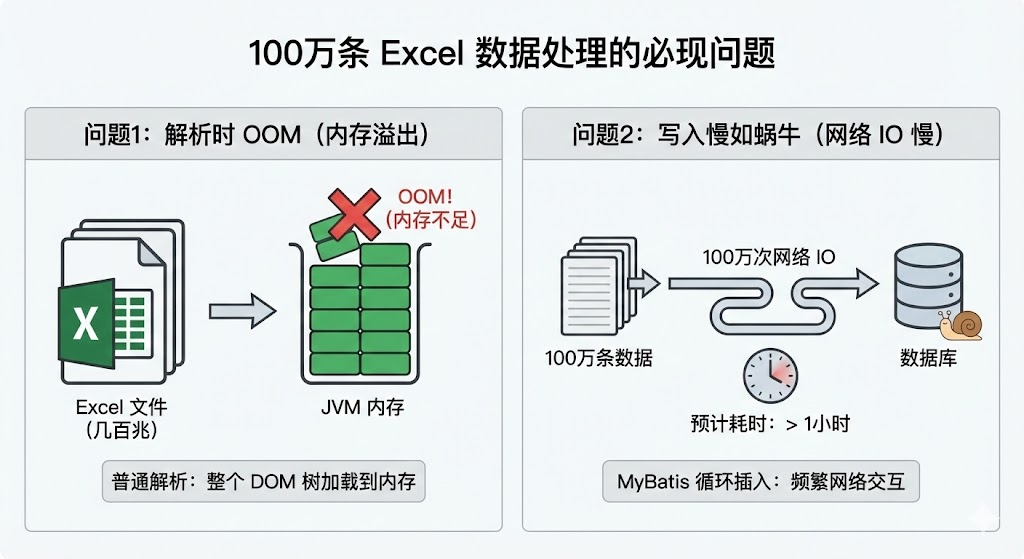 100万条 Excel 数据处理的必现问题
问题1：解析时 OOM（内存溢出）
OOM!
（内存不足）
X
Excel 文件
（几百兆）
JVM 内存
普通解析：整个 DOM 树加载到内存
问题2：写入慢如蜗牛（网络 IO 慢）
100万次网络 IO
100万条数据
数据库
预计耗时：> 1小时
MyBatis 循环插入：频繁网络交互